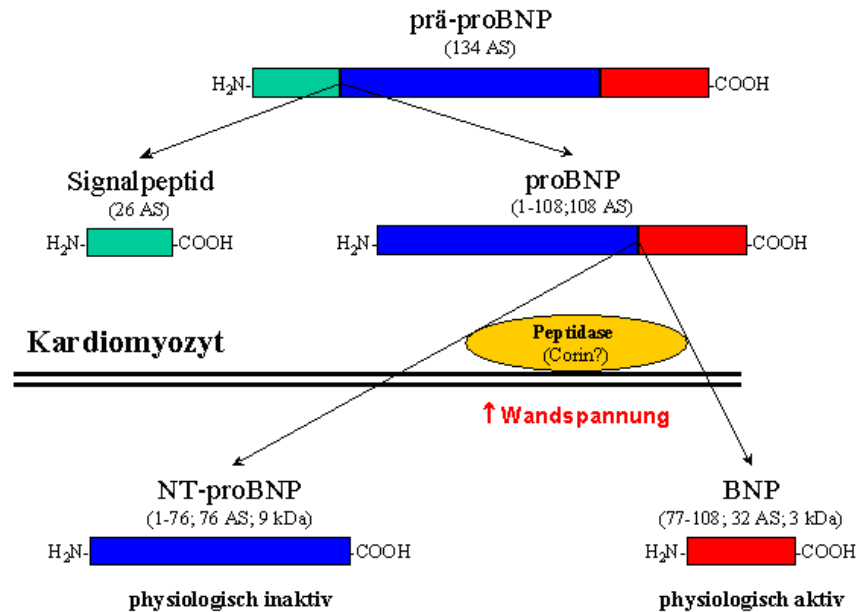 prä-proBNP
(134 AS)
H₂N- -COOH
Signalpeptid
(26 AS)
H₂N- -COOH
proBNP
(1-108;108 AS)
H₂N- -COOH
Kardiomyozyt
Peptidase
(Corin?)
↑ Wandspannung
NT-proBNP
(1-76; 76 AS; 9 kDa)
H₂N- -COOH
physiologisch inaktiv
BNP
(77-108; 32 AS; 3 kDa)
H₂N- -COOH
physiologisch aktiv